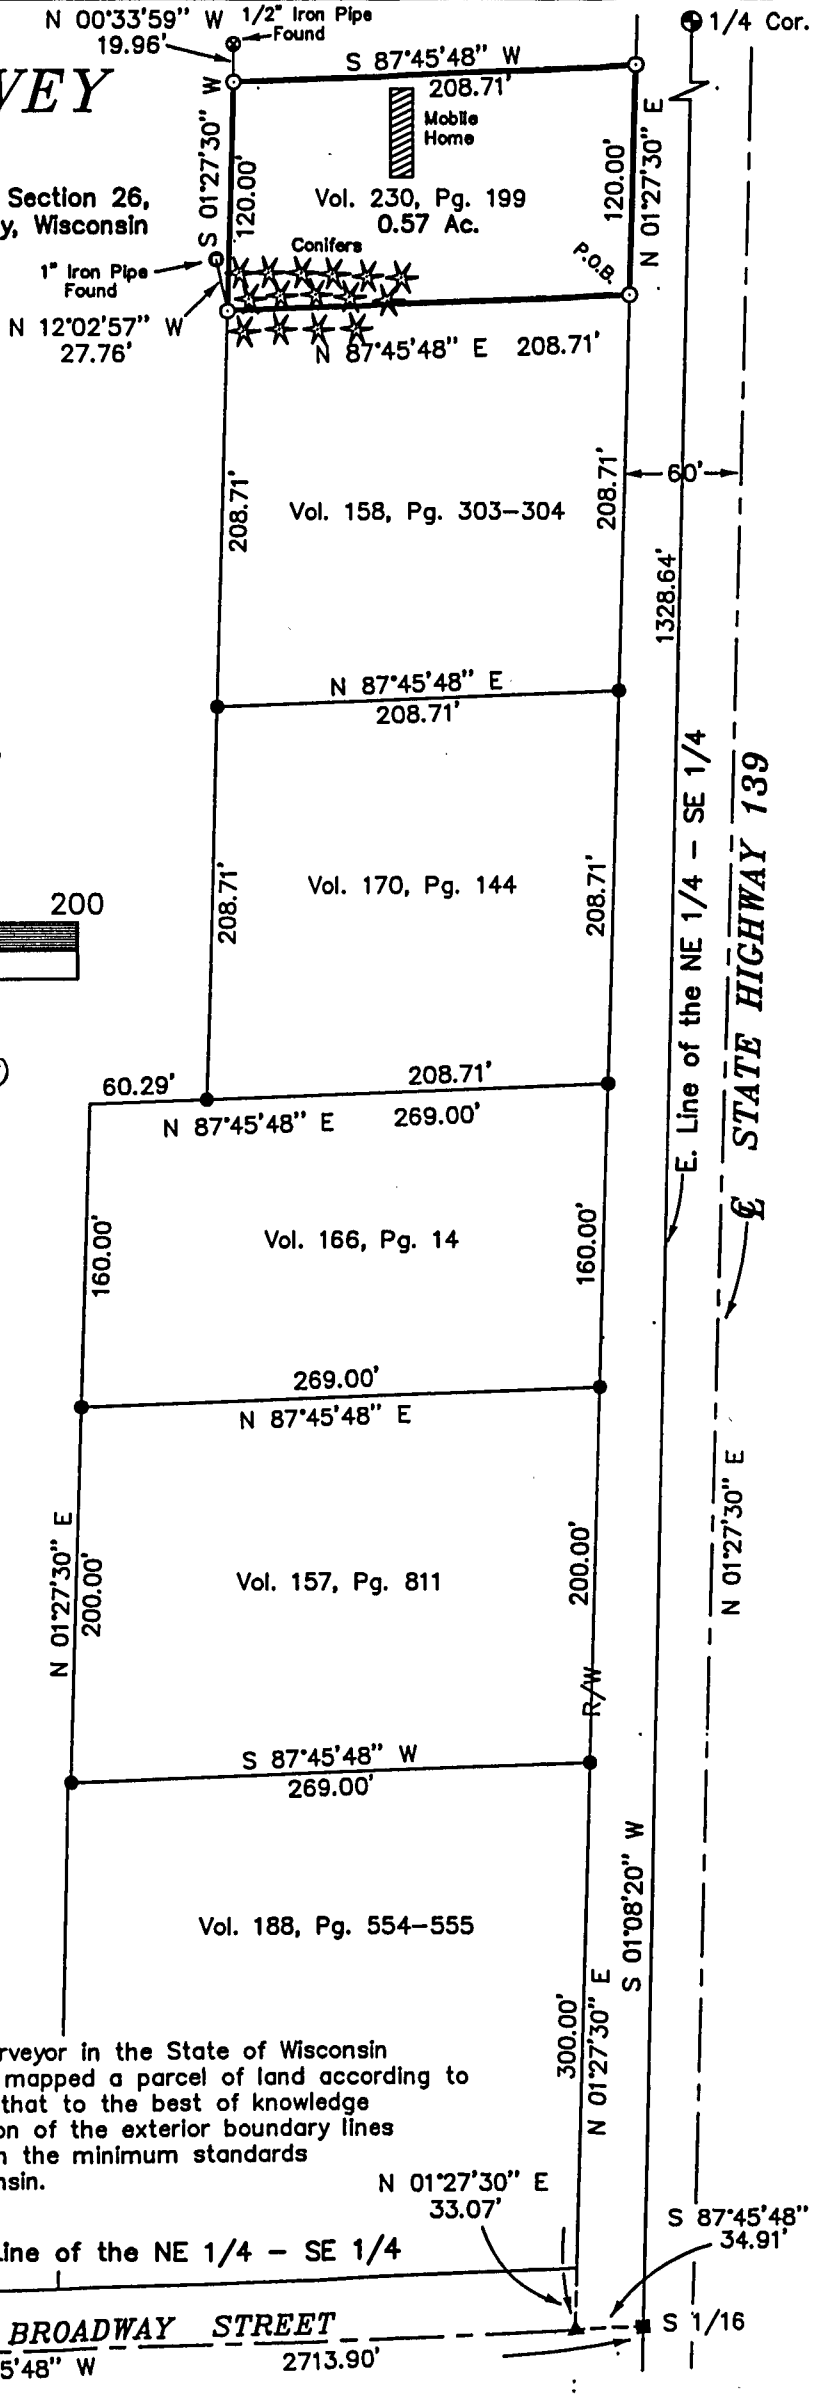 N 00°33'59" W
19.96'
1/2" Iron Pipe
Found
1/4 Cor.
S 87°45'48" W
208.71'
VEY
Mobile
Home
S 01°27'30" W
120.00'
120.00'
N 01°27'30" E
Section 26,
y, Wisconsin
Vol. 230, Pg. 199
0.57 Ac.
Conifers
P.O.B.
1" Iron Pipe
Found
N 12°02'57" W
27.76'
N 87°45'48" E 208.71'
208.71'
Vol. 158, Pg. 303-304
208.71'
60'
1328.64'
N 87°45'48" E
208.71'
E. Line of the NE 1/4 - SE 1/4
℄ STATE HIGHWAY 139
208.71'
Vol. 170, Pg. 144
208.71'
200
60.29'
208.71'
N 87°45'48" E
269.00'
160.00'
Vol. 166, Pg. 14
160.00'
269.00'
N 87°45'48" E
N 01°27'30" E
N 01°27'30" E
200.00'
Vol. 157, Pg. 811
200.00'
R/W
S 87°45'48" W
269.00'
S 01°08'20" W
Vol. 188, Pg. 554-555
300.00'
N 01°27'30" E
rveyor in the State of Wisconsin
mapped a parcel of land according to
that to the best of knowledge
on of the exterior boundary lines
n the minimum standards
nsin.
N 01°27'30" E
33.07'
S 87°45'48"
34.91'
Line of the NE 1/4 - SE 1/4
BROADWAY STREET
S 1/16
5'48" W
2713.90'